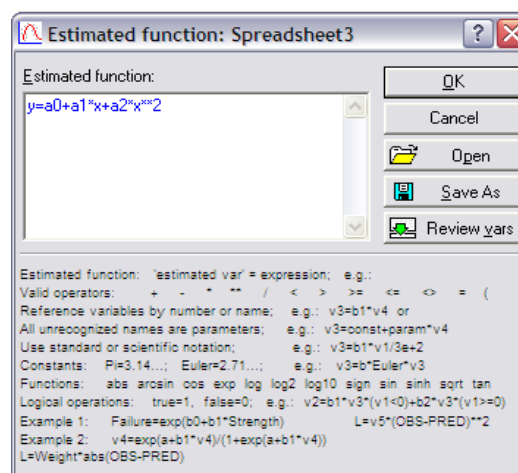 Estimated function: Spreadsheet3
Estimated function:
y=a0+a1*x+a2*x**2
OK
Cancel
Open
Save As
Review vars
Estimated function: 'estimated var' = expression; e.g.:
Valid operators: + - * ** / < > >= <= <> = (
Reference variables by number or name; e.g.: v3=b1*v4 or
All unrecognized names are parameters; e.g.: v3=const+param*v4
Use standard or scientific notation; e.g.: v3=b1*v1/3e+2
Constants: Pi=3.14...; Euler=2.71...; e.g.: v3=b*Euler*v3
Functions: abs arcsin cos exp log log2 log10 sign sin sinh sqrt tan
Logical operations: true=1, false=0; e.g.: v2=b1*v3*(v1<0)+b2*v3*(v1>=0)
Example 1: Failure=exp(b0+b1*Strength) L=v5*(OBS-PRED)**2
Example 2: v4=exp(a+b1*v4)/(1+exp(a+b1*v4))
L=Weight*abs(OBS-PRED)